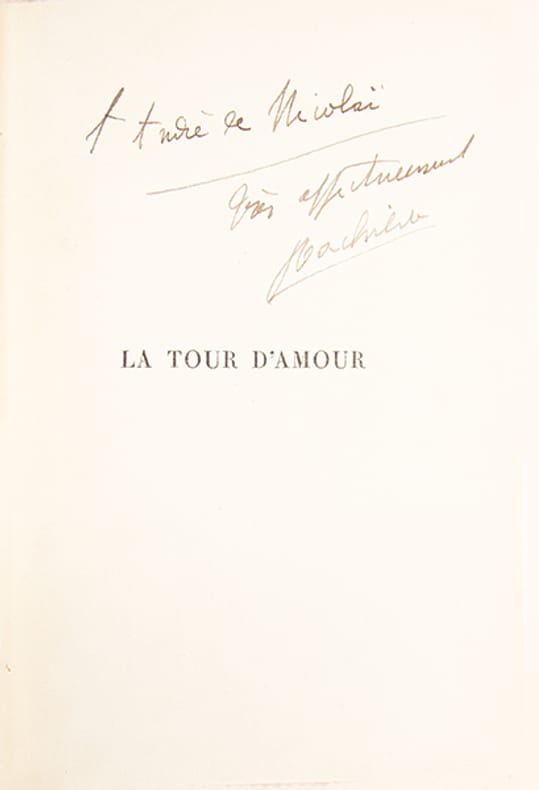 à André de Nicolaï
très affectueusement
Rachilde
LA TOUR D'AMOUR